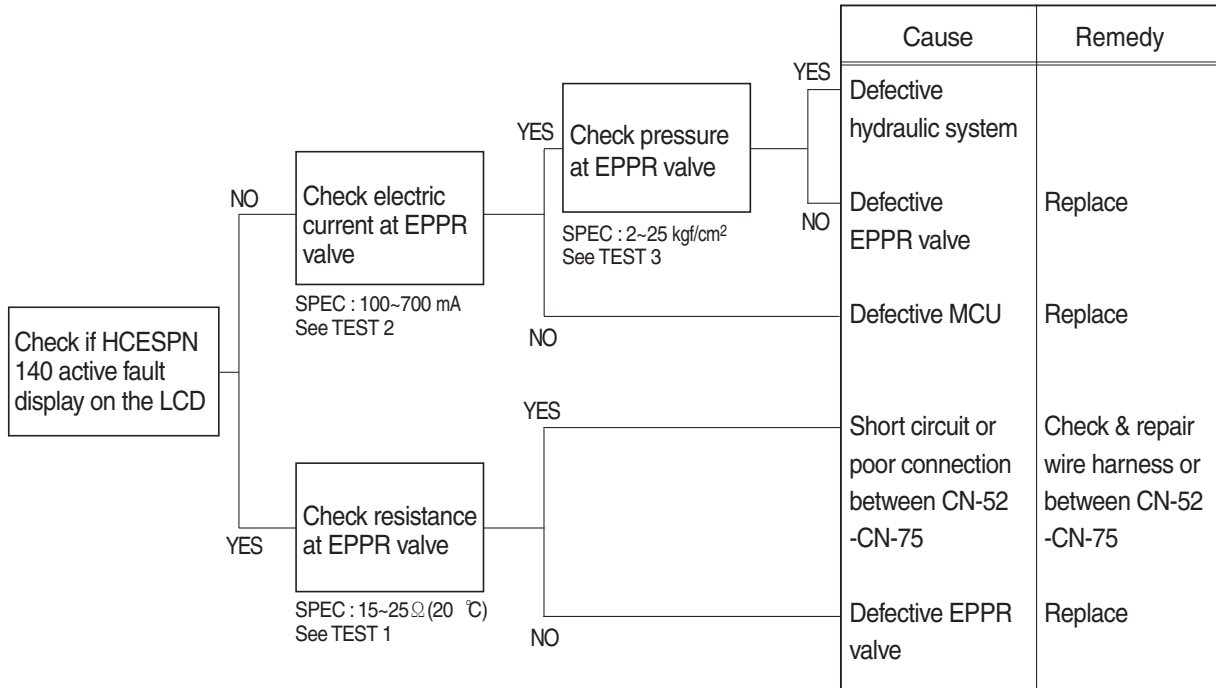 Cause
Remedy
YES
Defective
hydraulic system
YES
Check pressure
at EPPR valve
NO
Check electric
current at EPPR
valve
NO
Defective
EPPR valve
Replace
SPEC : 2~25 kgf/cm²
See TEST 3
SPEC : 100~700 mA
See TEST 2
Defective MCU
Replace
NO
Check if HCESPN
140 active fault
display on the LCD
YES
Short circuit or
poor connection
between CN-52
-CN-75
Check & repair
wire harness or
between CN-52
-CN-75
Check resistance
at EPPR valve
YES
SPEC : 15~25Ω(20 ℃)
See TEST 1
NO
Defective EPPR
valve
Replace